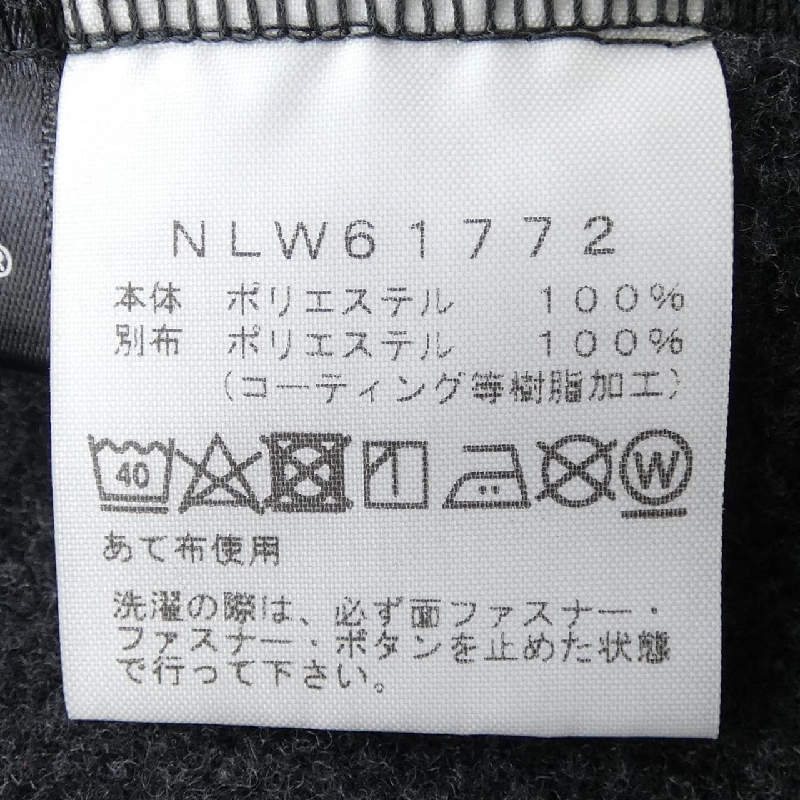 ®
NLW61772
本体 ポリエステル 100%
別布 ポリエステル 100%
(コーティング等樹脂加工)
40 W
あて布使用
洗濯の際は、必ず面ファスナー・
ファスナー・ボタンを止めた状態
で行って下さい。